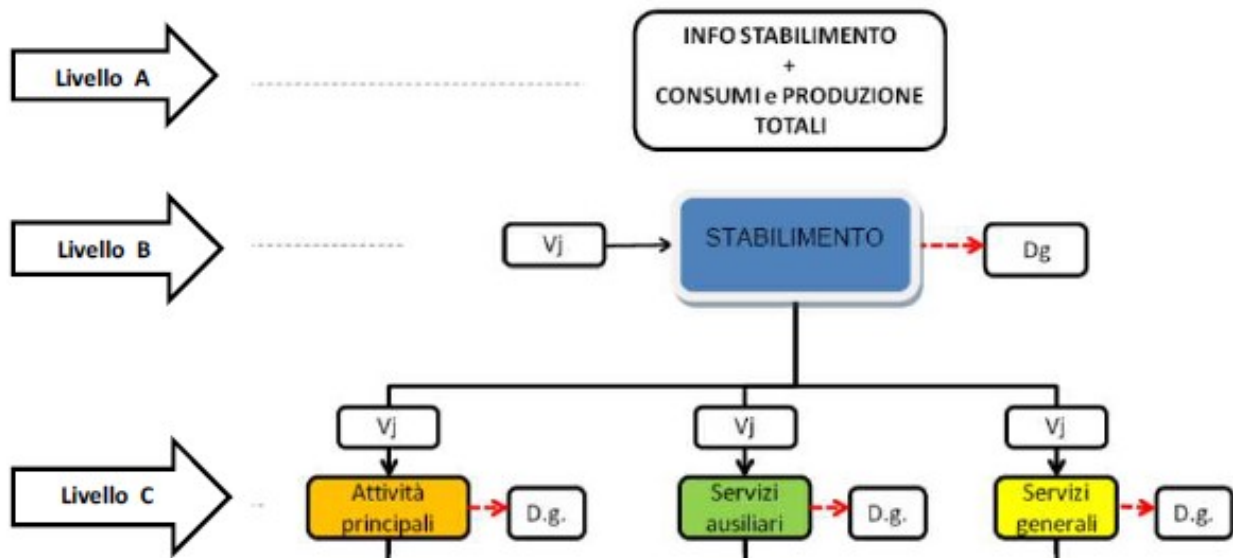 Livello A
INFO STABILIMENTO
+
CONSUMI e PRODUZIONE
TOTALI
Livello B
Vj
STABILIMENTO
Dg
Vj
Vj
Vj
Livello C
Attività
principali
D.g.
Servizi
ausiliari
D.g.
Servizi
generali
D.g.